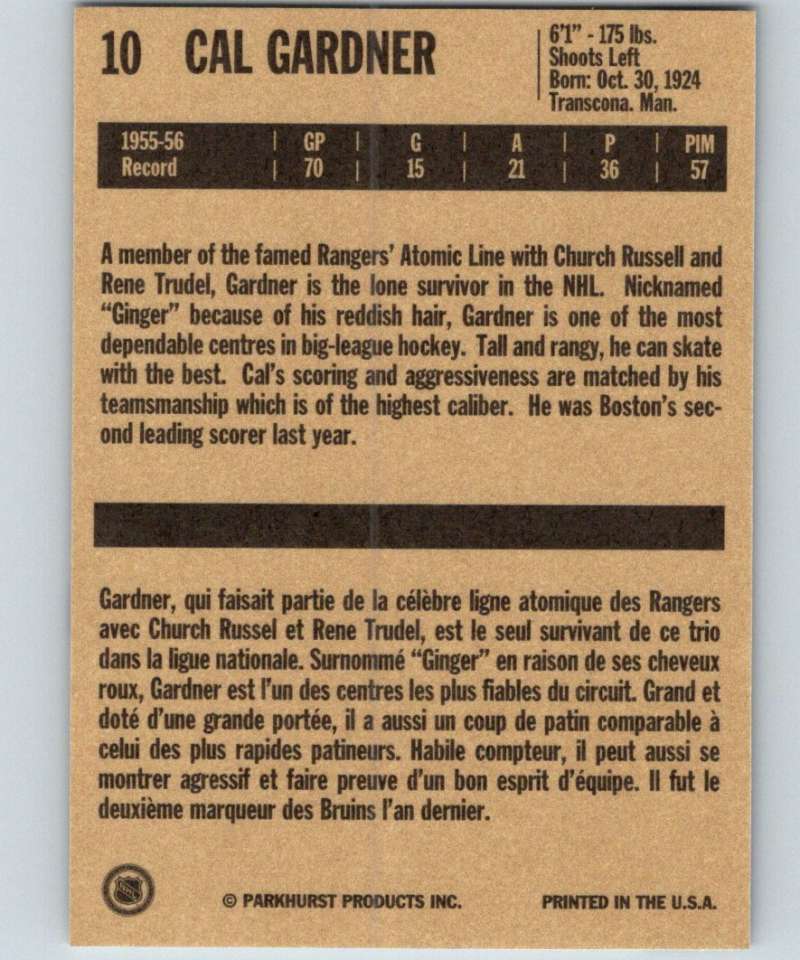 10 CAL GARDNER
6'1" - 175 lbs.
Shoots Left
Born: Oct. 30, 1924
Transcona. Man.
1955-56 | GP | G | A | P | PIM
Record | 70 | 15 | 21 | 36 | 57
A member of the famed Rangers' Atomic Line with Church Russell and
Rene Trudel, Gardner is the lone survivor in the NHL. Nicknamed
"Ginger" because of his reddish hair, Gardner is one of the most
dependable centres in big-league hockey. Tall and rangy, he can skate
with the best. Cal's scoring and aggressiveness are matched by his
teamsmanship which is of the highest caliber. He was Boston's sec-
ond leading scorer last year.
Gardner, qui faisait partie de la célèbre ligne atomique des Rangers
avec Church Russel et Rene Trudel, est le seul survivant de ce trio
dans la ligue nationale. Surnommé "Ginger" en raison de ses cheveux
roux, Gardner est l'un des centres les plus fiables du circuit. Grand et
doté d'une grande portée, il a aussi un coup de patin comparable à
celui des plus rapides patineurs. Habile compteur, il peut aussi se
montrer agressif et faire preuve d'un bon esprit d'équipe. Il fut le
deuxième marqueur des Bruins l'an dernier.
NHL
© PARKHURST PRODUCTS INC. PRINTED IN THE U.S.A.